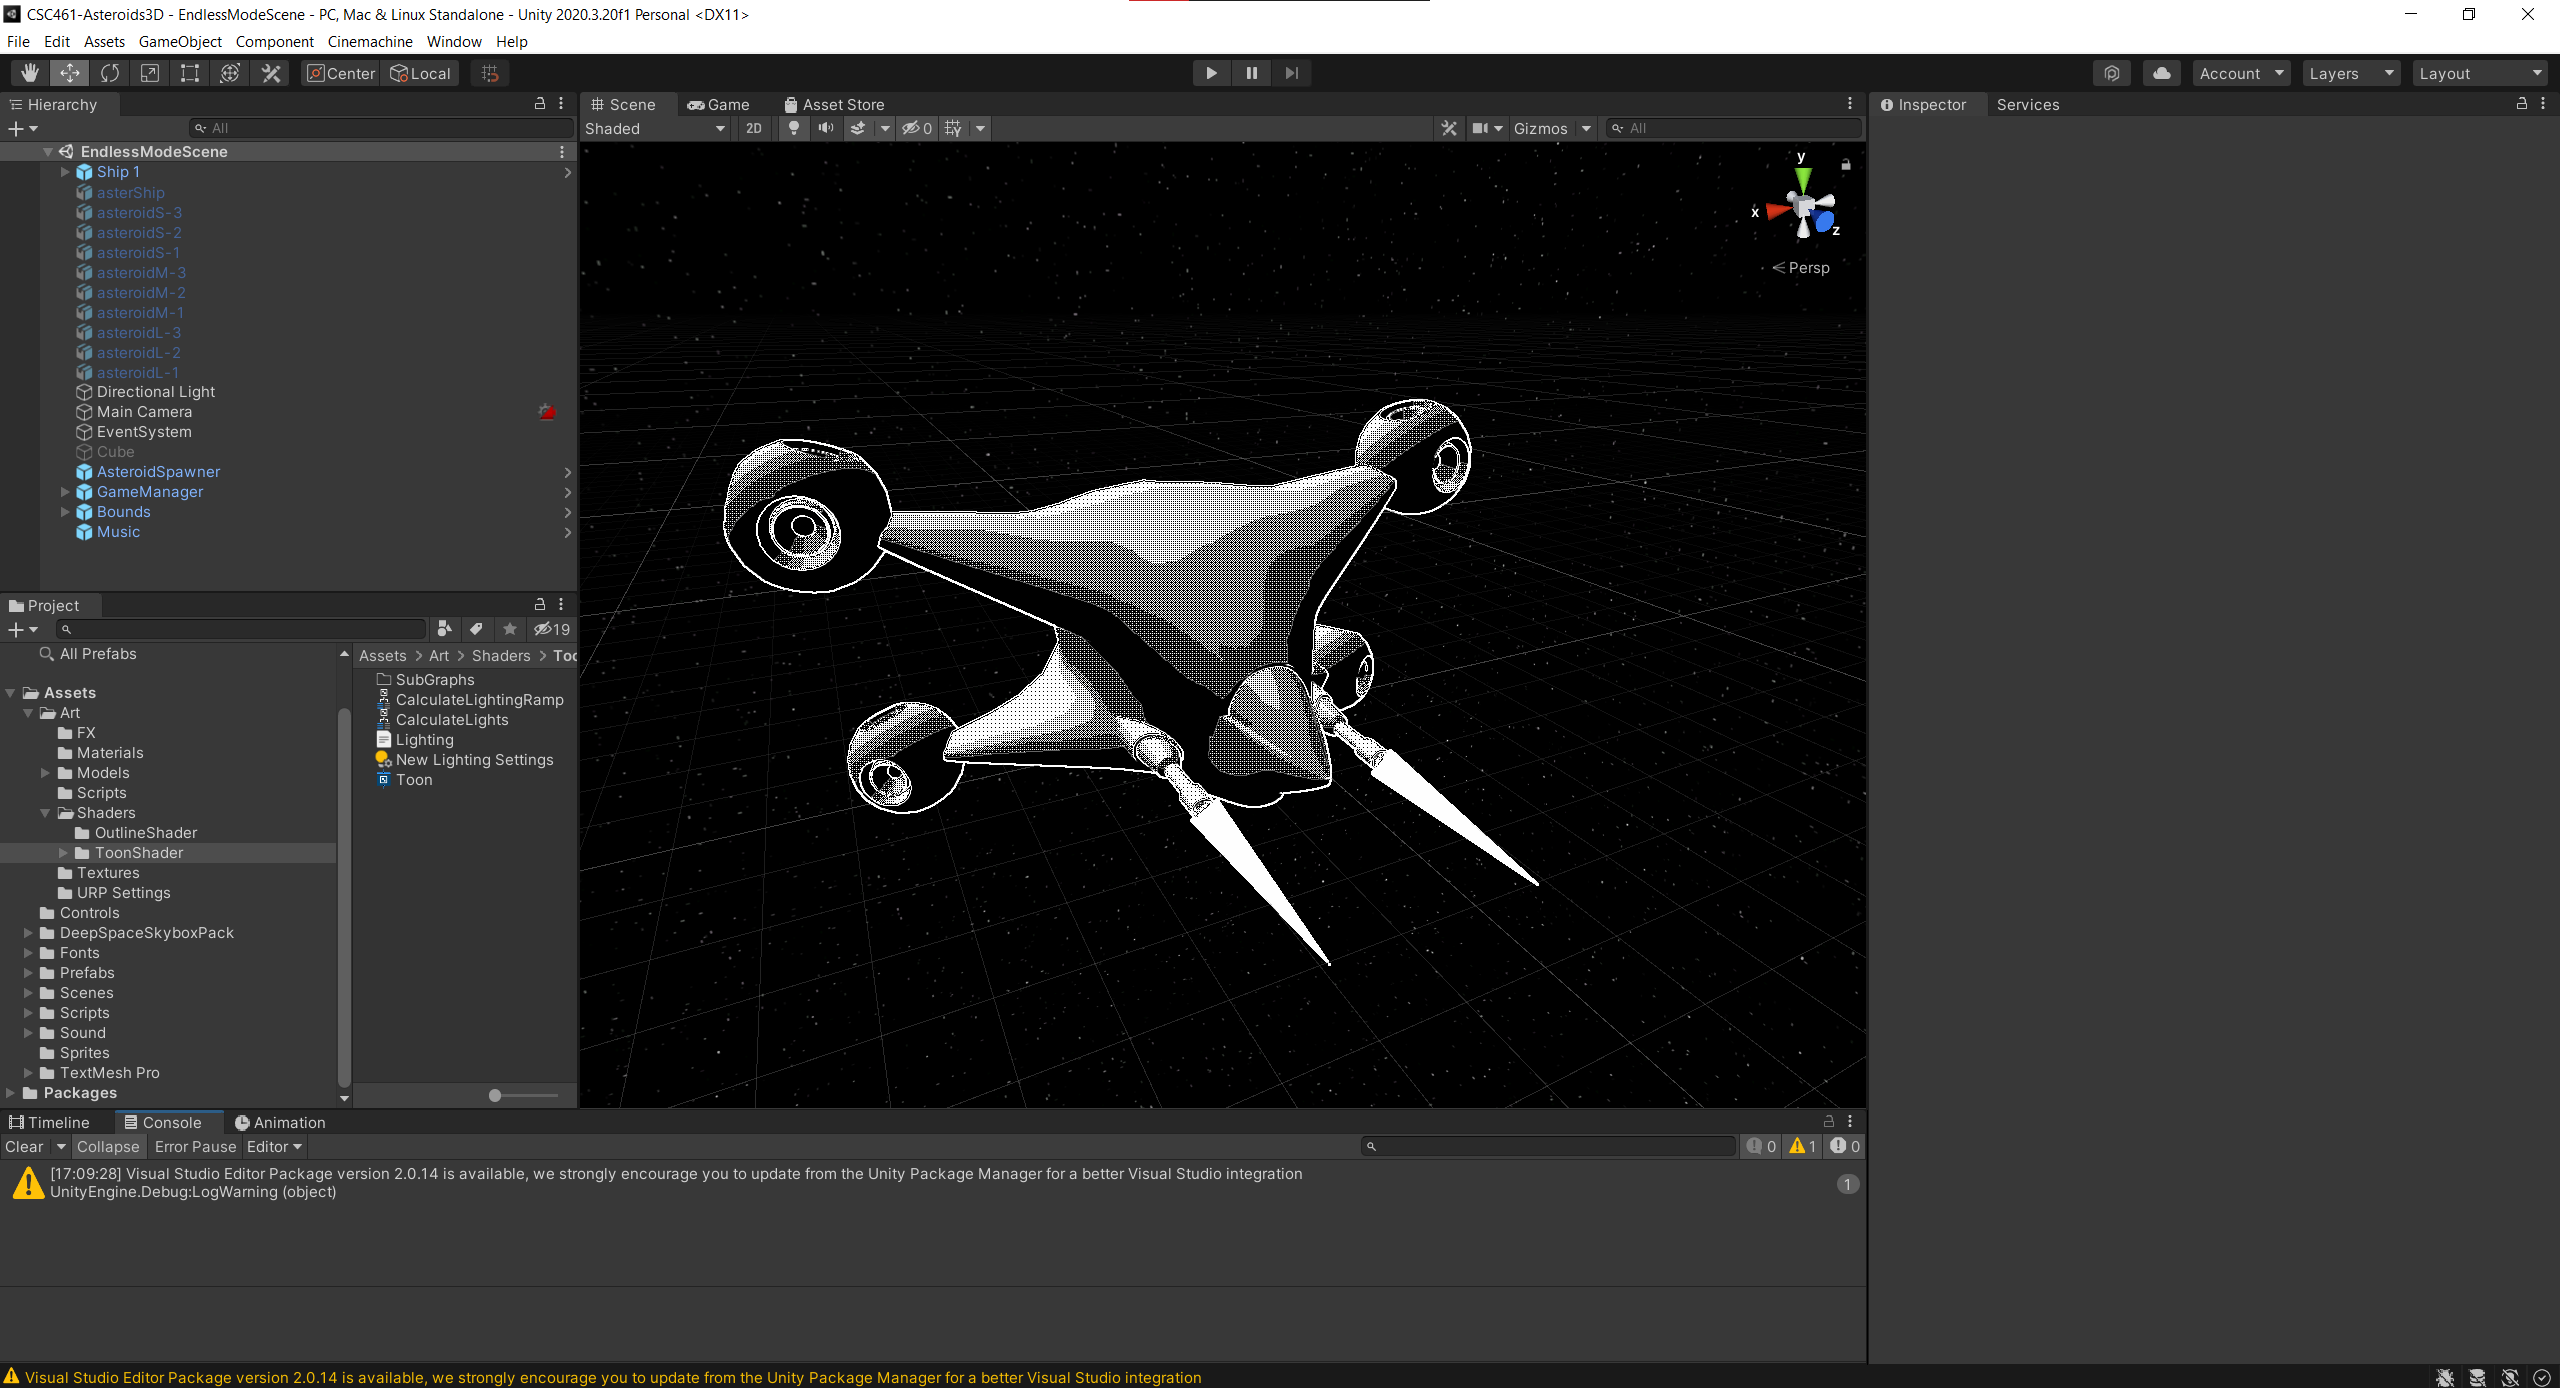 CSC461-Asteroids3D - EndlessModeScene - PC, Mac & Linux Standalone - Unity 2020.3.20f1 Personal <DX11>
File Edit Assets GameObject Component Cinemachine Window Help
Center Local Account Layers Layout
Hierarchy
All
EndlessModeScene
Ship 1
asterShip
asteroidS-3
asteroidS-2
asteroidS-1
asteroidM-3
asteroidM-2
asteroidM-1
asteroidL-3
asteroidL-2
asteroidL-1
Directional Light
Main Camera
EventSystem
Cube
AsteroidSpawner
GameManager
Bounds
Music
Scene Game Asset Store
Shaded 2D 0 Gizmos All
y
x
z
Persp
Inspector Services
Project
19
All Prefabs
Assets
Art
FX
Materials
Models
Scripts
Shaders
OutlineShader
ToonShader
Textures
URP Settings
Controls
DeepSpaceSkyboxPack
Fonts
Prefabs
Scenes
Scripts
Sound
Sprites
TextMesh Pro
Packages
Assets > Art > Shaders > Too
SubGraphs
CalculateLightingRamp
CalculateLights
Lighting
New Lighting Settings
Toon
Timeline Console Animation
Clear Collapse Error Pause Editor 0 1 0
[17:09:28] Visual Studio Editor Package version 2.0.14 is available, we strongly encourage you to update from the Unity Package Manager for a better Visual Studio integration
UnityEngine.Debug:LogWarning (object)
1
Visual Studio Editor Package version 2.0.14 is available, we strongly encourage you to update from the Unity Package Manager for a better Visual Studio integration